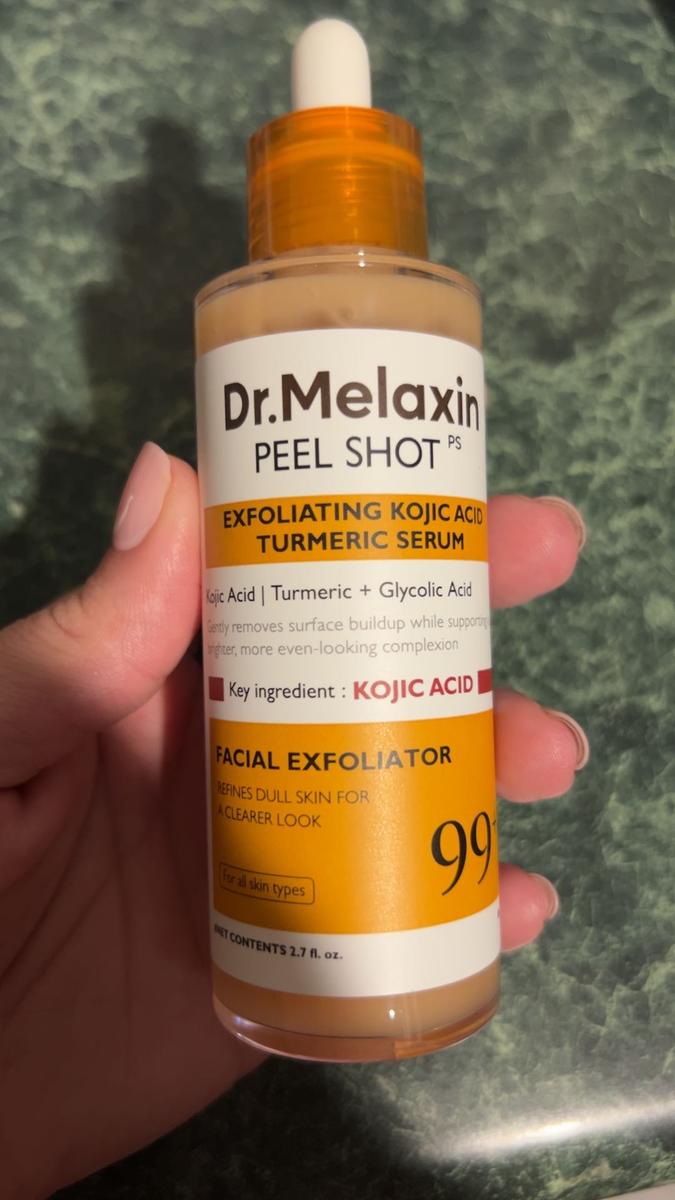 Dr.Melaxin
PEEL SHOT PS
EXFOLIATING KOJIC ACID
TURMERIC SERUM
Kojic Acid | Turmeric + Glycolic Acid
Gently removes surface buildup while supporting
brighter, more even-looking complexion
Key ingredient : KOJIC ACID
FACIAL EXFOLIATOR
REFINES DULL SKIN FOR
A CLEARER LOOK
99
For all skin types
NET CONTENTS 2.7 fl. oz.